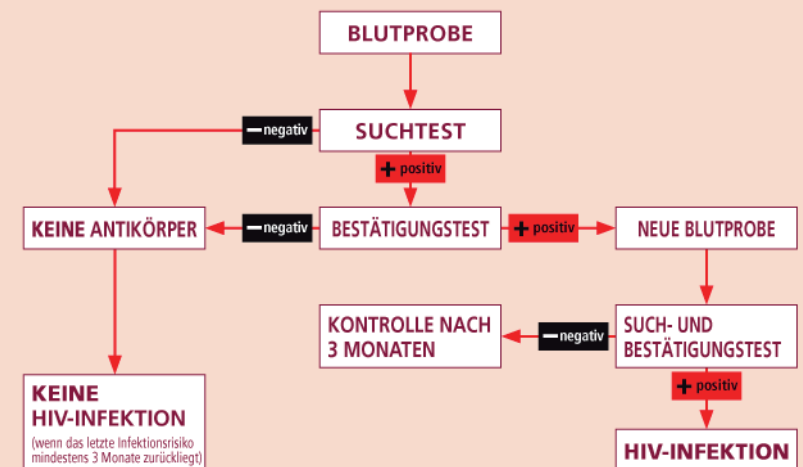 BLUTPROBE
— negativ
SUCHTEST
+ positiv
KEINE ANTIKÖRPER
— negativ
BESTÄTIGUNGSTEST
+ positiv
NEUE BLUTPROBE
KONTROLLE NACH
3 MONATEN
— negativ
SUCH- UND
BESTÄTIGUNGSTEST
+ positiv
KEINE
HIV-INFEKTION
(wenn das letzte Infektionsrisiko
mindestens 3 Monate zurückliegt)
HIV-INFEKTION